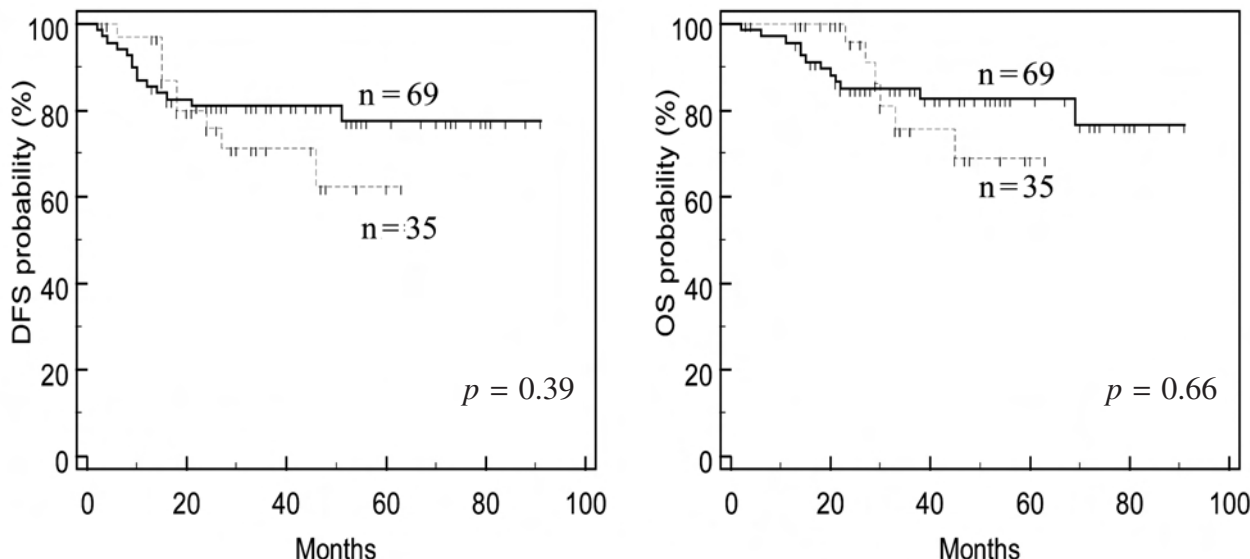 DFS probability (%)
100
80
60
40
20
0
n = 69
n = 35
p = 0.39
0 20 40 60 80 100
Months
OS probability (%)
100
80
60
40
20
0
n = 69
n = 35
p = 0.66
0 20 40 60 80 100
Months